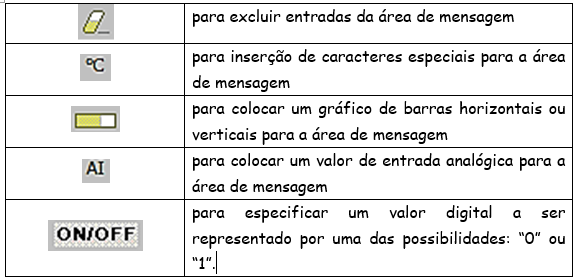 para excluir entradas da área de mensagem
ºC
para inserção de caracteres especiais para a área
de mensagem
para colocar um gráfico de barras horizontais ou
verticais para a área de mensagem
AI
para colocar um valor de entrada analógica para a
área de mensagem
ON/OFF
para especificar um valor digital a ser
representado por uma das possibilidades: “0” ou
“1”.